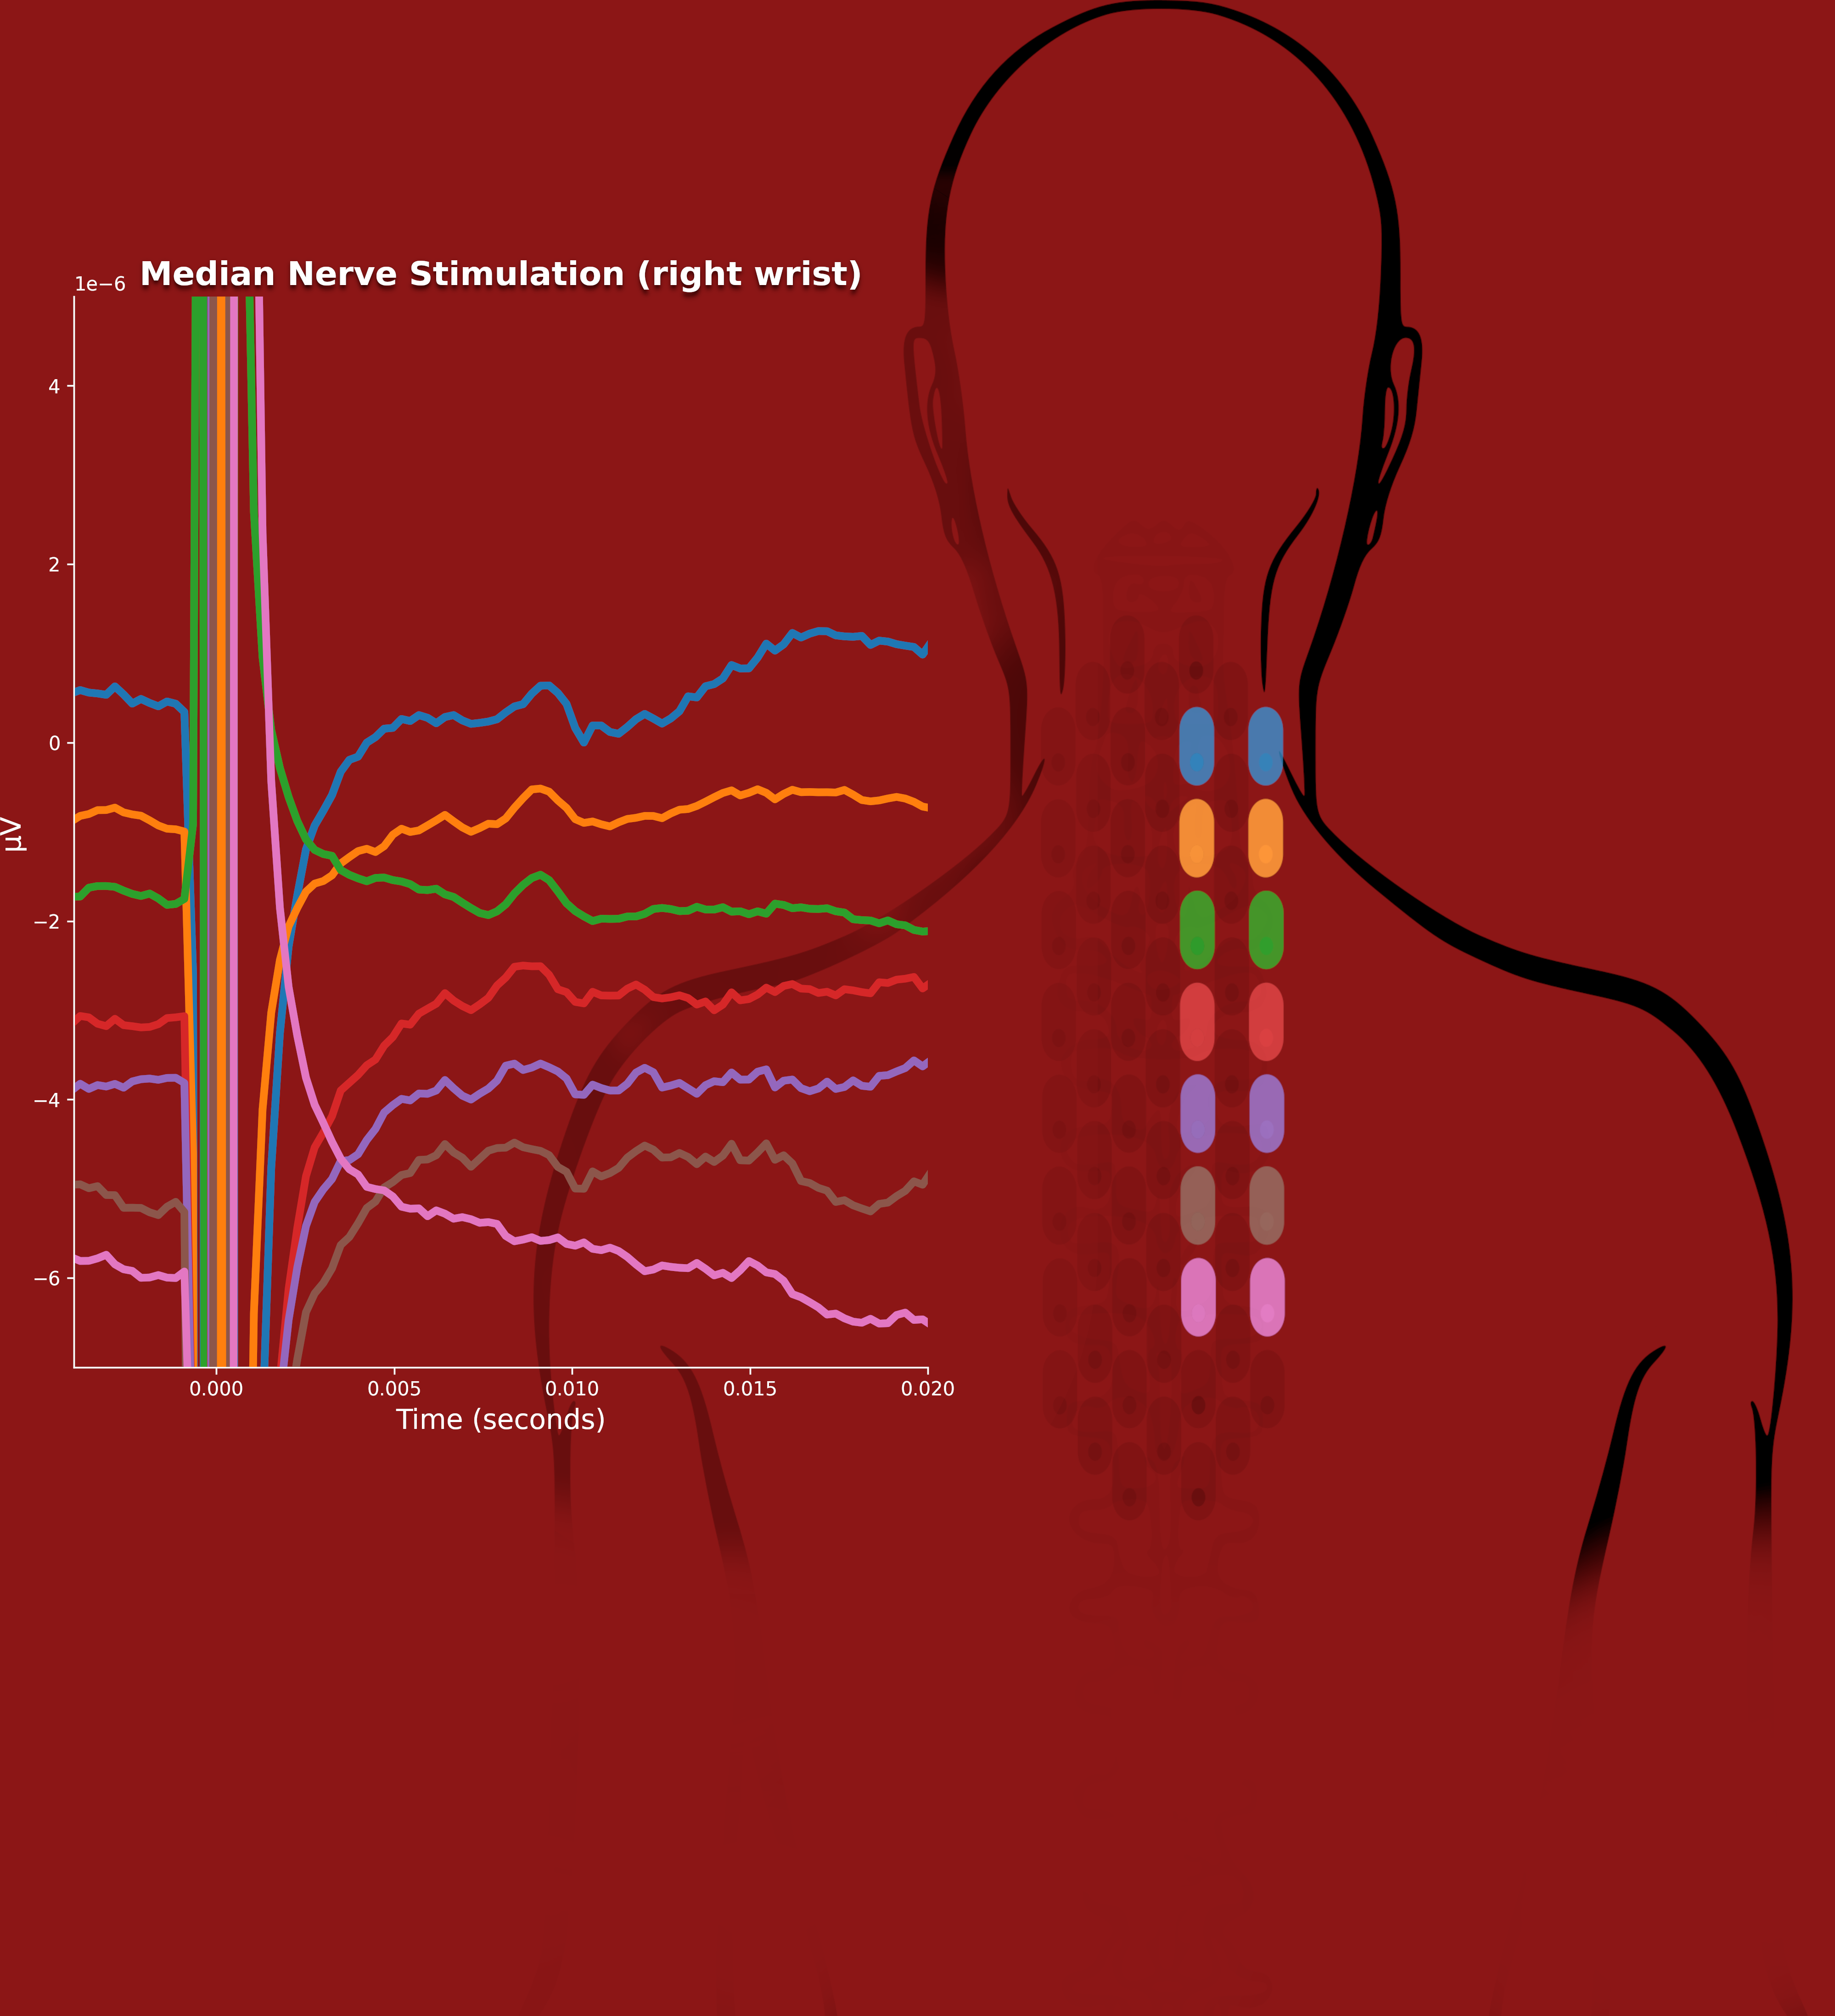 Median Nerve Stimulation (right wrist)
1e−6
4
2
0
−2
−4
−6
µV
0.000 0.005 0.010 0.015 0.020
Time (seconds)